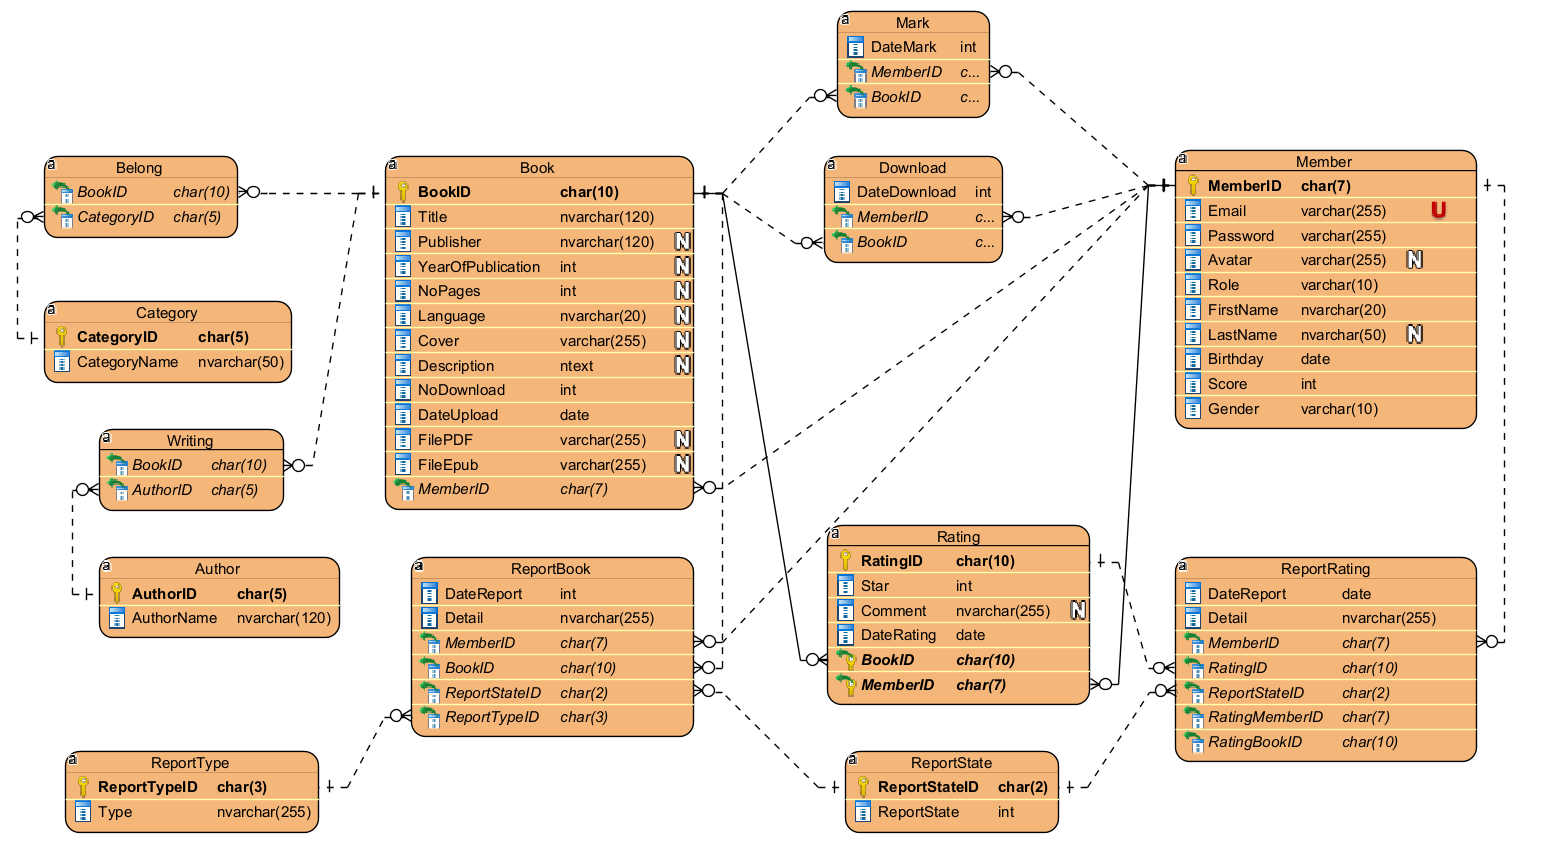 a
Mark
DateMark int
MemberID c...
BookID c...
a
Belong
BookID char(10)
CategoryID char(5)
a
Book
BookID char(10)
Title nvarchar(120)
Publisher nvarchar(120) N
YearOfPublication int N
NoPages int N
Language nvarchar(20) N
Cover varchar(255) N
Description ntext N
NoDownload int
DateUpload date
FilePDF varchar(255) N
FileEpub varchar(255) N
MemberID char(7)
a
Download
DateDownload int
MemberID c...
BookID c...
a
Member
MemberID char(7)
Email varchar(255) U
Password varchar(255)
Avatar varchar(255) N
Role varchar(10)
FirstName nvarchar(20)
LastName nvarchar(50) N
Birthday date
Score int
Gender varchar(10)
a
Category
CategoryID char(5)
CategoryName nvarchar(50)
a
Writing
BookID char(10)
AuthorID char(5)
a
Author
AuthorID char(5)
AuthorName nvarchar(120)
a
ReportBook
DateReport int
Detail nvarchar(255)
MemberID char(7)
BookID char(10)
ReportStateID char(2)
ReportTypeID char(3)
a
Rating
RatingID char(10)
Star int
Comment nvarchar(255) N
DateRating date
BookID char(10)
MemberID char(7)
a
ReportRating
DateReport date
Detail nvarchar(255)
MemberID char(7)
RatingID char(10)
ReportStateID char(2)
RatingMemberID char(7)
RatingBookID char(10)
a
ReportType
ReportTypeID char(3)
Type nvarchar(255)
a
ReportState
ReportStateID char(2)
ReportState int